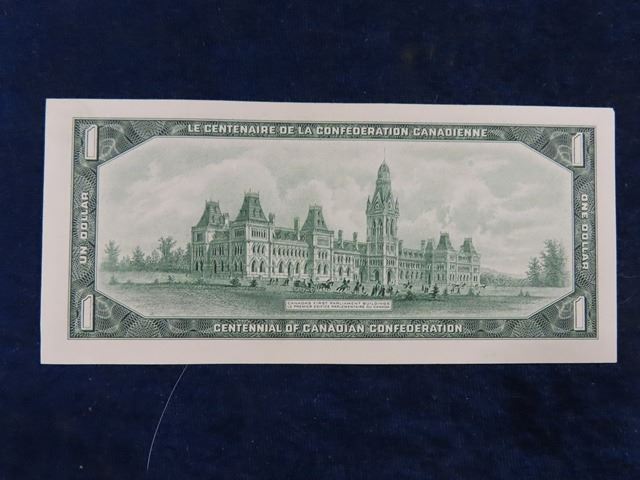 LE CENTENAIRE DE LA CONFÉDÉRATION CANADIENNE
1
1
UN DOLLAR
ONE DOLLAR
CANADA'S FIRST PARLIAMENT BUILDINGS
LE PREMIER ÉDIFICE PARLEMENTAIRE DU CANADA
1
1
CENTENNIAL OF CANADIAN CONFEDERATION